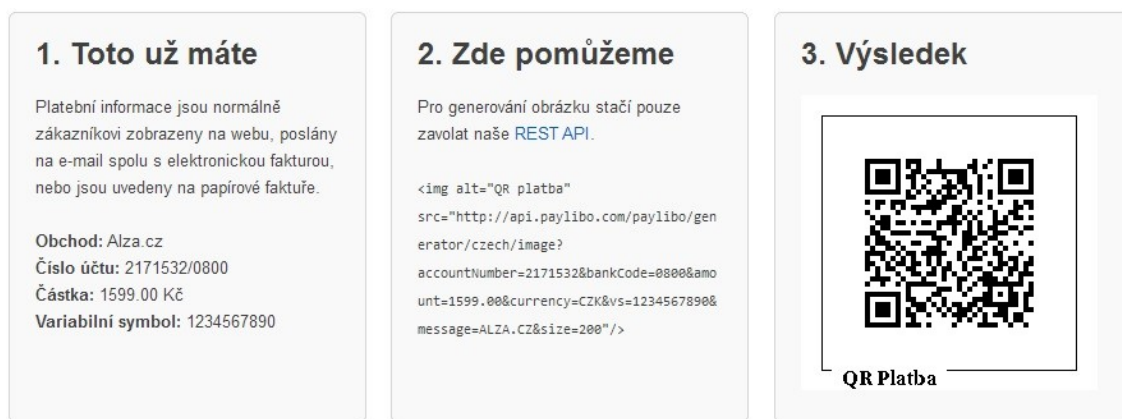 1. Toto už máte
Platební informace jsou normálně
zákazníkovi zobrazeny na webu, poslány
na e-mail spolu s elektronickou fakturou,
nebo jsou uvedeny na papírové faktuře.
Obchod: Alza.cz
Číslo účtu: 2171532/0800
Částka: 1599.00 Kč
Variabilní symbol: 1234567890
2. Zde pomůžeme
Pro generování obrázku stačí pouze
zavolat naše REST API.
<img alt="QR platba"
src="http://api.paylibo.com/paylibo/gen
erator/czech/image?
accountNumber=2171532&bankCode=0800&amo
unt=1599.00&currency=CZK&vs=1234567890&
message=ALZA.CZ&size=200"/>
3. Výsledek
QR Platba